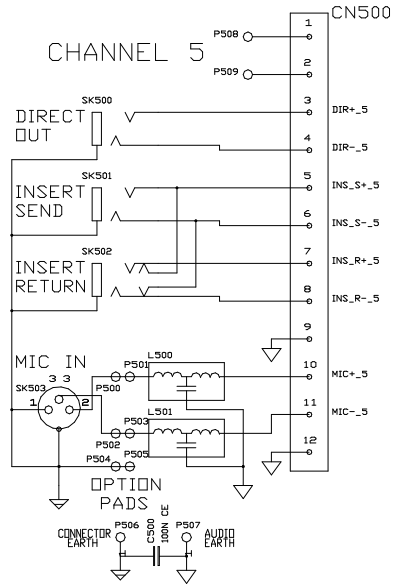 CN500
P508
1
CHANNEL 5
P509
2
SK500
3
DIR+_5
DIRECT
OUT
4
DIR-_5
SK501
5
INS_S+_5
INSERT
SEND
6
INS_S-_5
SK502
7
INS_R+_5
INSERT
RETURN
8
INS_R-_5
9
MIC IN
P501
L500
10
MIC+_5
3 3
P500
SK503
1
2
L501
11
MIC-_5
P503
P502
12
P504
P505
OPTION
PADS
CONNECTOR
EARTH
P506
C500
100N CE
P507
AUDIO
EARTH